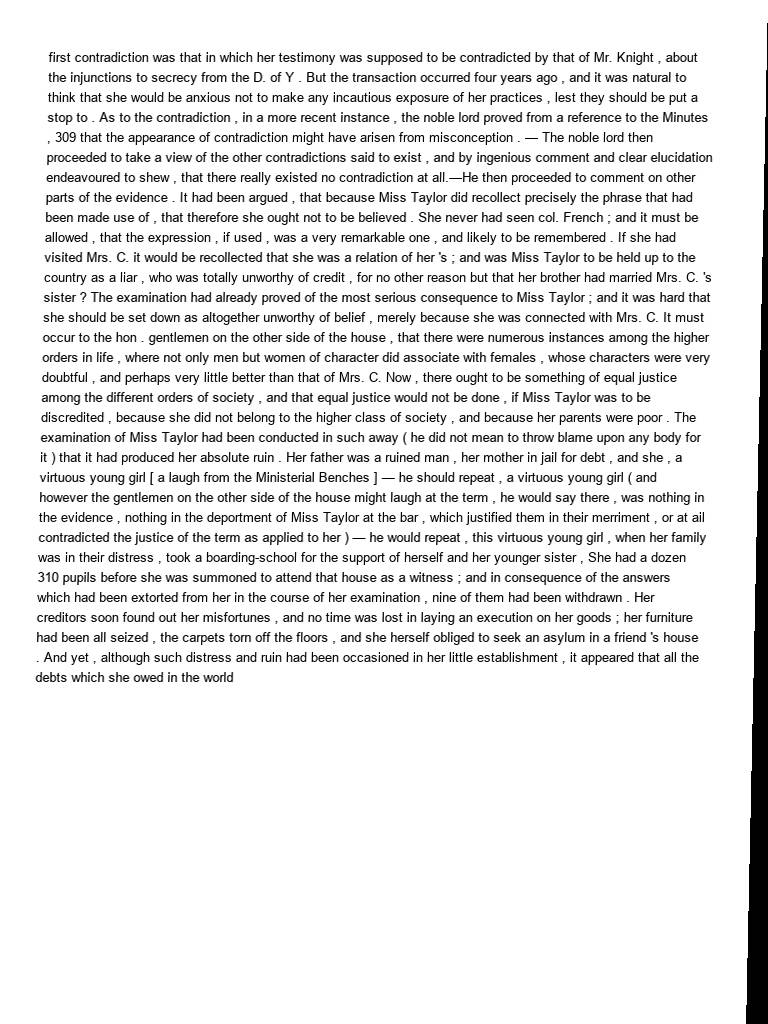 first contradiction was that in which her testimony was supposed to be contradicted by that of Mr. Knight , about
the injunctions to secrecy from the D. of Y . But the transaction occurred four years ago , and it was natural to
think that she would be anxious not to make any incautious exposure of her practices , lest they should be put a
stop to . As to the contradiction , in a more recent instance , the noble lord proved from a reference to the Minutes
, 309 that the appearance of contradiction might have arisen from misconception . — The noble lord then
proceeded to take a view of the other contradictions said to exist , and by ingenious comment and clear elucidation
endeavoured to shew , that there really existed no contradiction at all.—He then proceeded to comment on other
parts of the evidence . It had been argued , that because Miss Taylor did recollect precisely the phrase that had
been made use of , that therefore she ought not to be believed . She never had seen col. French ; and it must be
allowed , that the expression , if used , was a very remarkable one , and likely to be remembered . If she had
visited Mrs. C. it would be recollected that she was a relation of her 's ; and was Miss Taylor to be held up to the
country as a liar , who was totally unworthy of credit , for no other reason but that her brother had married Mrs. C. 's
sister ? The examination had already proved of the most serious consequence to Miss Taylor ; and it was hard that
she should be set down as altogether unworthy of belief , merely because she was connected with Mrs. C. It must
occur to the hon . gentlemen on the other side of the house , that there were numerous instances among the higher
orders in life , where not only men but women of character did associate with females , whose characters were very
doubtful , and perhaps very little better than that of Mrs. C. Now , there ought to be something of equal justice
among the different orders of society , and that equal justice would not be done , if Miss Taylor was to be
discredited , because she did not belong to the higher class of society , and because her parents were poor . The
examination of Miss Taylor had been conducted in such away ( he did not mean to throw blame upon any body for
it ) that it had produced her absolute ruin . Her father was a ruined man , her mother in jail for debt , and she , a
virtuous young girl [ a laugh from the Ministerial Benches ] — he should repeat , a virtuous young girl ( and
however the gentlemen on the other side of the house might laugh at the term , he would say there , was nothing in
the evidence , nothing in the deportment of Miss Taylor at the bar , which justified them in their merriment , or at ail
contradicted the justice of the term as applied to her ) — he would repeat , this virtuous young girl , when her family
was in their distress , took a boarding-school for the support of herself and her younger sister , She had a dozen
310 pupils before she was summoned to attend that house as a witness ; and in consequence of the answers
which had been extorted from her in the course of her examination , nine of them had been withdrawn . Her
creditors soon found out her misfortunes , and no time was lost in laying an execution on her goods ; her furniture
had been all seized , the carpets torn off the floors , and she herself obliged to seek an asylum in a friend 's house
. And yet , although such distress and ruin had been occasioned in her little establishment , it appeared that all the
debts which she owed in the world